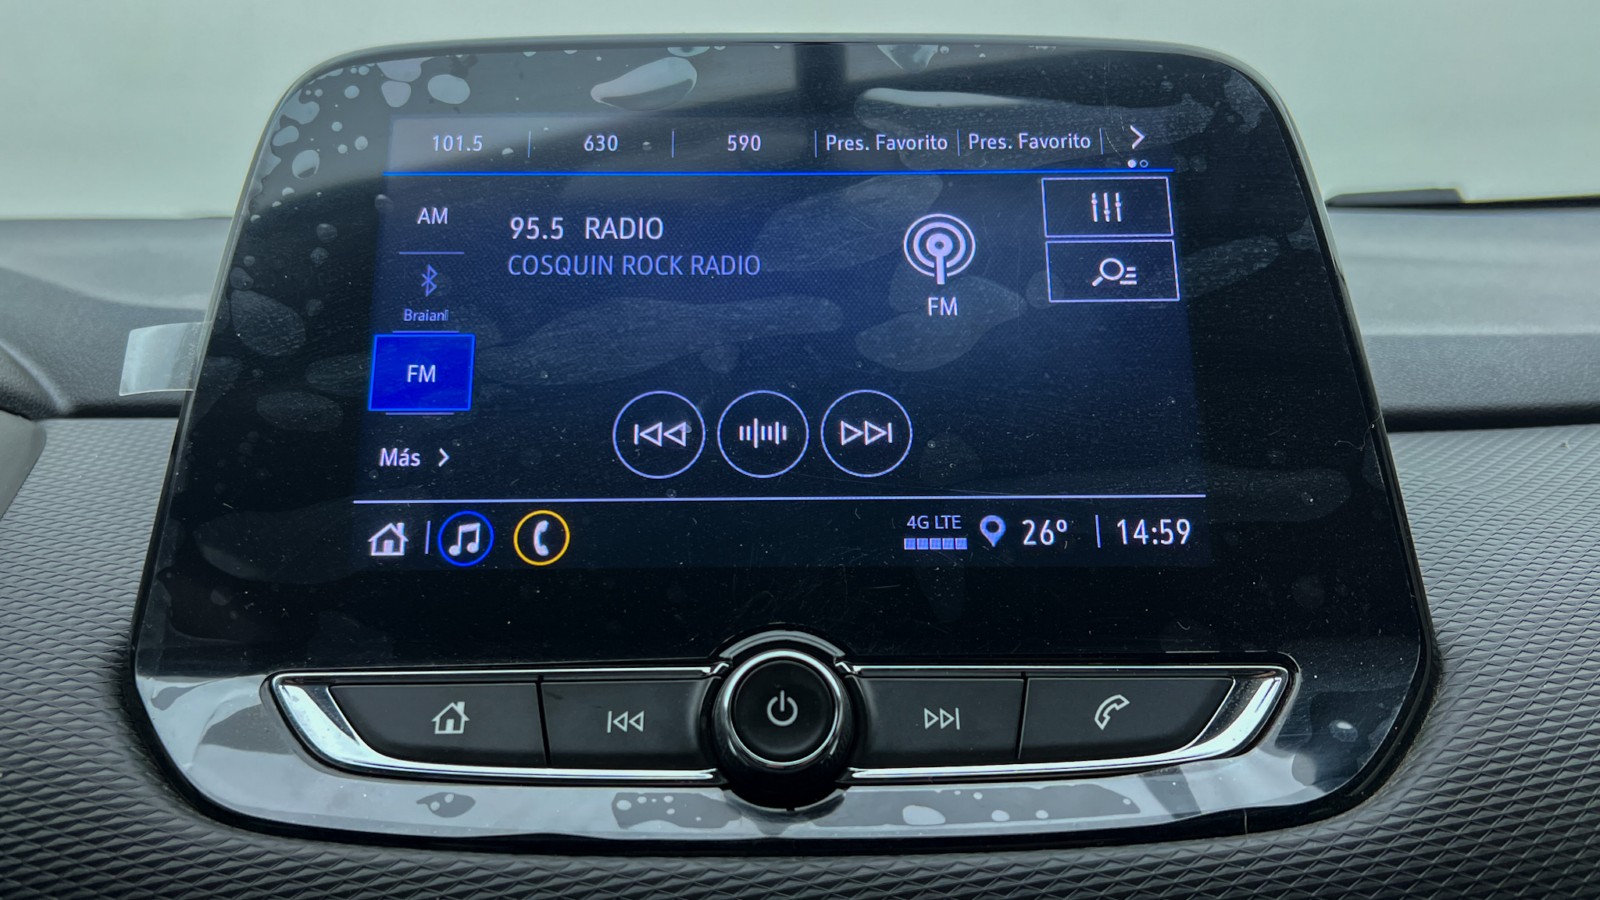 101.5 630 590 Pres. Favorito Pres. Favorito
AM
95.5 RADIO
COSQUIN ROCK RADIO
FM
Braian
FM
Más
4G LTE
26° 14:59